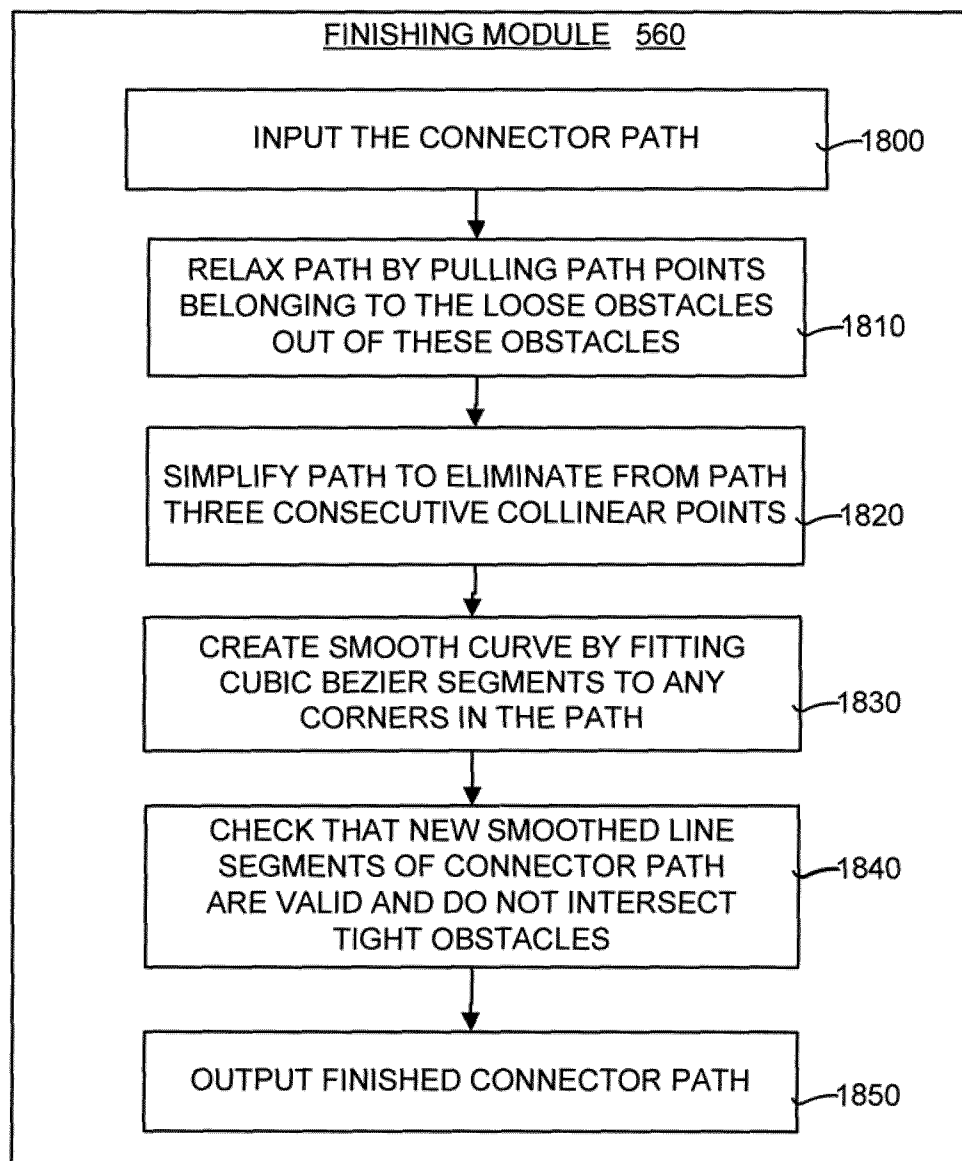 FINISHING MODULE 560
INPUT THE CONNECTOR PATH
1800
RELAX PATH BY PULLING PATH POINTS
BELONGING TO THE LOOSE OBSTACLES
OUT OF THESE OBSTACLES
1810
SIMPLIFY PATH TO ELIMINATE FROM PATH
THREE CONSECUTIVE COLLINEAR POINTS
1820
CREATE SMOOTH CURVE BY FITTING
CUBIC BEZIER SEGMENTS TO ANY
CORNERS IN THE PATH
1830
CHECK THAT NEW SMOOTHED LINE
SEGMENTS OF CONNECTOR PATH
ARE VALID AND DO NOT INTERSECT
TIGHT OBSTACLES
1840
OUTPUT FINISHED CONNECTOR PATH
1850